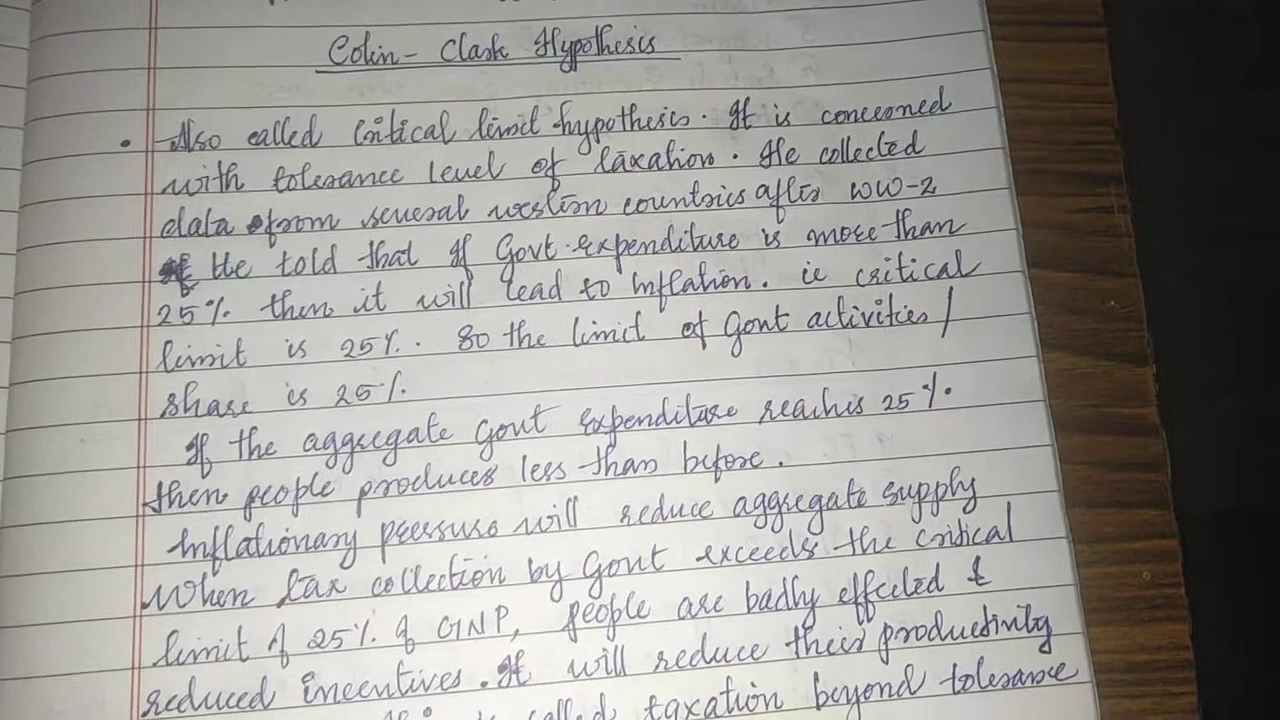 Colin - Clark Hypothesis
• Also called Critical limit hypothesis. It is concerned
with tolerance level of taxation. He collected
data from several western countries after WW-2
He told that if Govt. expenditure is more than
25% then it will lead to Inflation. ie critical
limit is 25%. So the limit of Govt activities /
share is 25%.
If the aggregate Govt expenditure reaches 25%.
then people produces less than before.
Inflationary pressure will reduce aggregate supply
When tax collection by Govt exceeds the critical
limit of 25% of GNP, people are badly effected &
reduced incentives. It will reduce their productivity
called taxation beyond tolerance